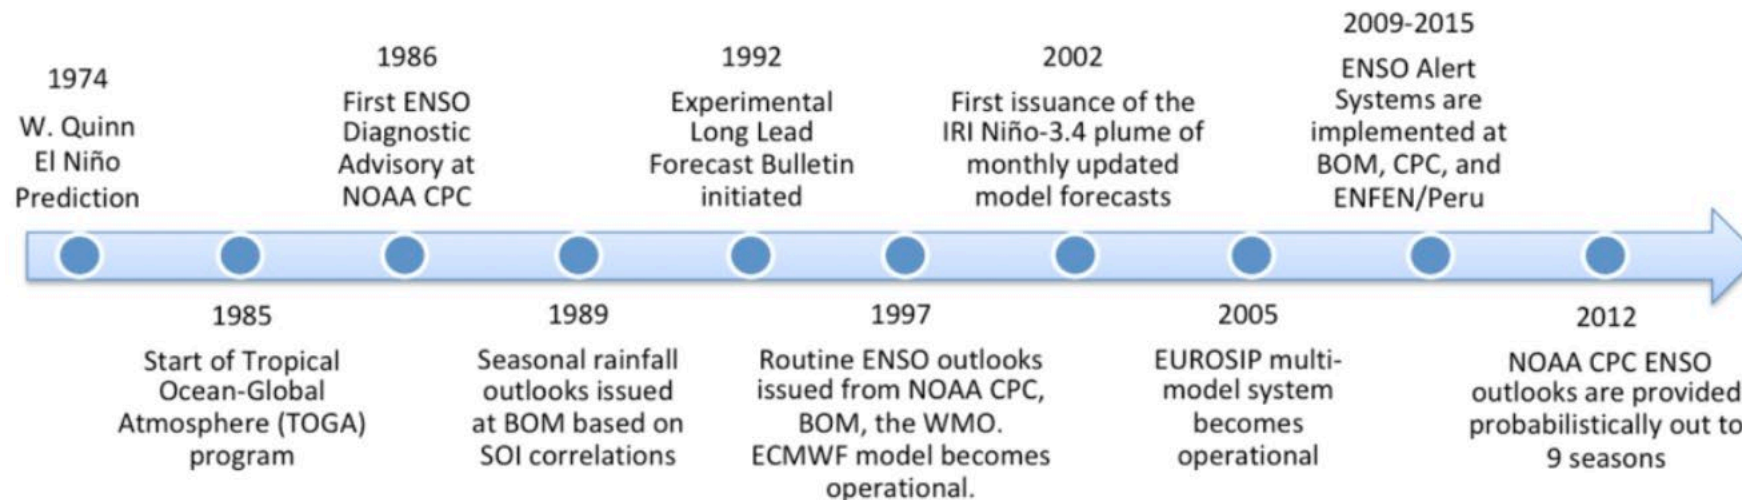 1974
W. Quinn
El Niño
Prediction
1985
Start of Tropical
Ocean-Global
Atmosphere (TOGA)
program
1986
First ENSO
Diagnostic
Advisory at
NOAA CPC
1989
Seasonal rainfall
outlooks issued
at BOM based on
SOI correlations
1992
Experimental
Long Lead
Forecast Bulletin
initiated
1997
Routine ENSO outlooks
issued from NOAA CPC,
BOM, the WMO.
ECMWF model becomes
operational.
2002
First issuance of the
IRI Niño-3.4 plume of
monthly updated
model forecasts
2005
EUROSIP multi-
model system
becomes
operational
2009-2015
ENSO Alert
Systems are
implemented at
BOM, CPC, and
ENFEN/Peru
2012
NOAA CPC ENSO
outlooks are provided
probabilistically out to
9 seasons